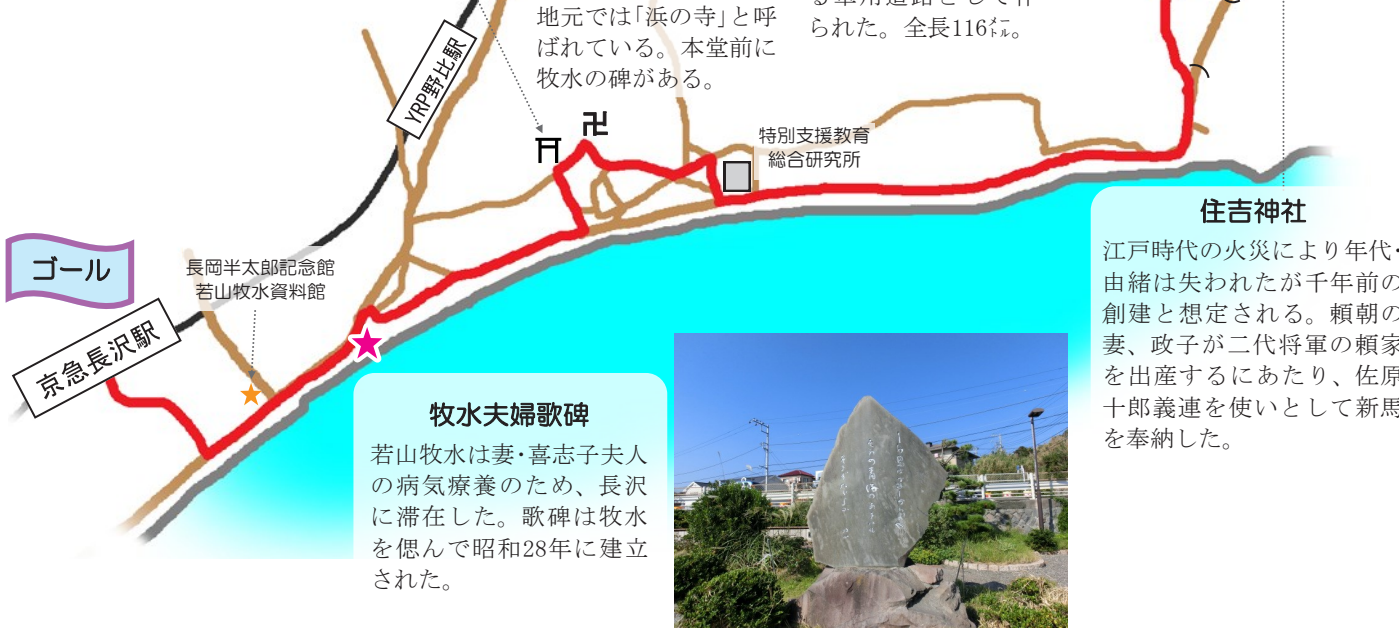 地元では「浜の寺」と呼
ばれている。本堂前に
牧水の碑がある。
られた。全長116㍍。
YRP野比駅
卍
特別支援教育
総合研究所
住吉神社
江戸時代の火災により年代・
由緒は失われたが千年前の
創建と想定される。頼朝の
妻、政子が二代将軍の頼家
を出産するにあたり、佐原
十郎義連を使いとして新馬
を奉納した。
ゴール
長岡半太郎記念館
若山牧水資料館
京急長沢駅
牧水夫婦歌碑
若山牧水は妻・喜志子夫人
の病気療養のため、長沢
に滞在した。歌碑は牧水
を偲んで昭和28年に建立
された。